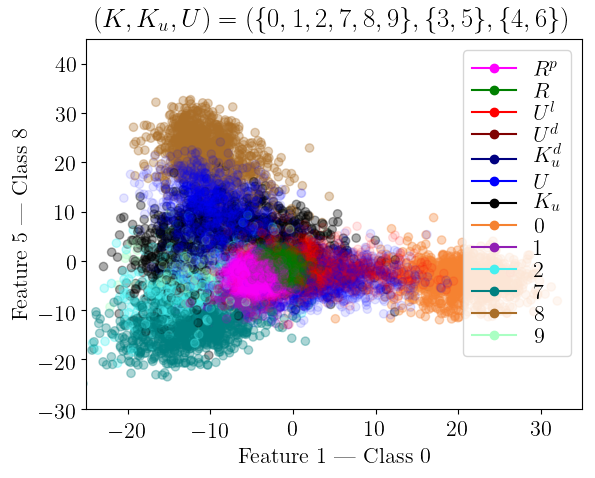 (K, K_u, U) = ({0, 1, 2, 7, 8, 9}, {3, 5}, {4, 6})
40
30
20
10
0
−10
−20
−30
Feature 5 — Class 8
R^p
R
U^l
U^d
K_u^d
U
K_u
0
1
2
7
8
9
−20
−10
0
10
20
30
Feature 1 — Class 0